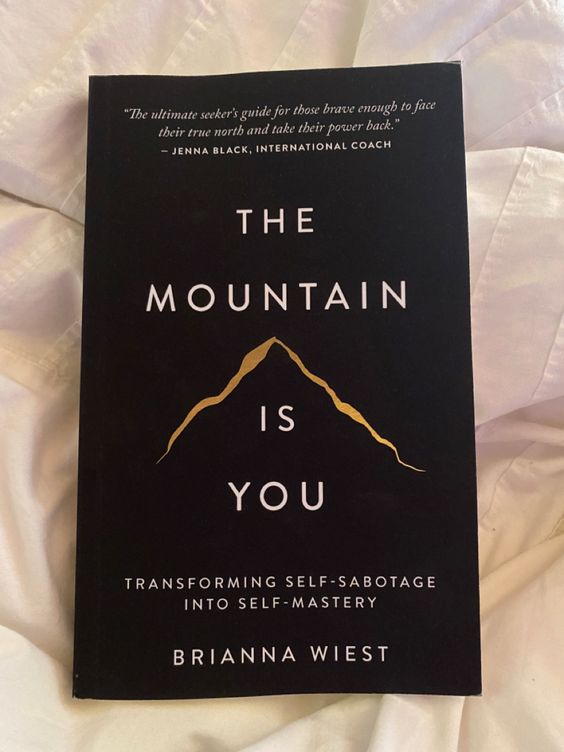 “The ultimate seeker's guide for those brave enough to face
their true north and take their power back.”
– JENNA BLACK, INTERNATIONAL COACH
THE
MOUNTAIN
IS
YOU
TRANSFORMING SELF-SABOTAGE
INTO SELF-MASTERY
BRIANNA WIEST